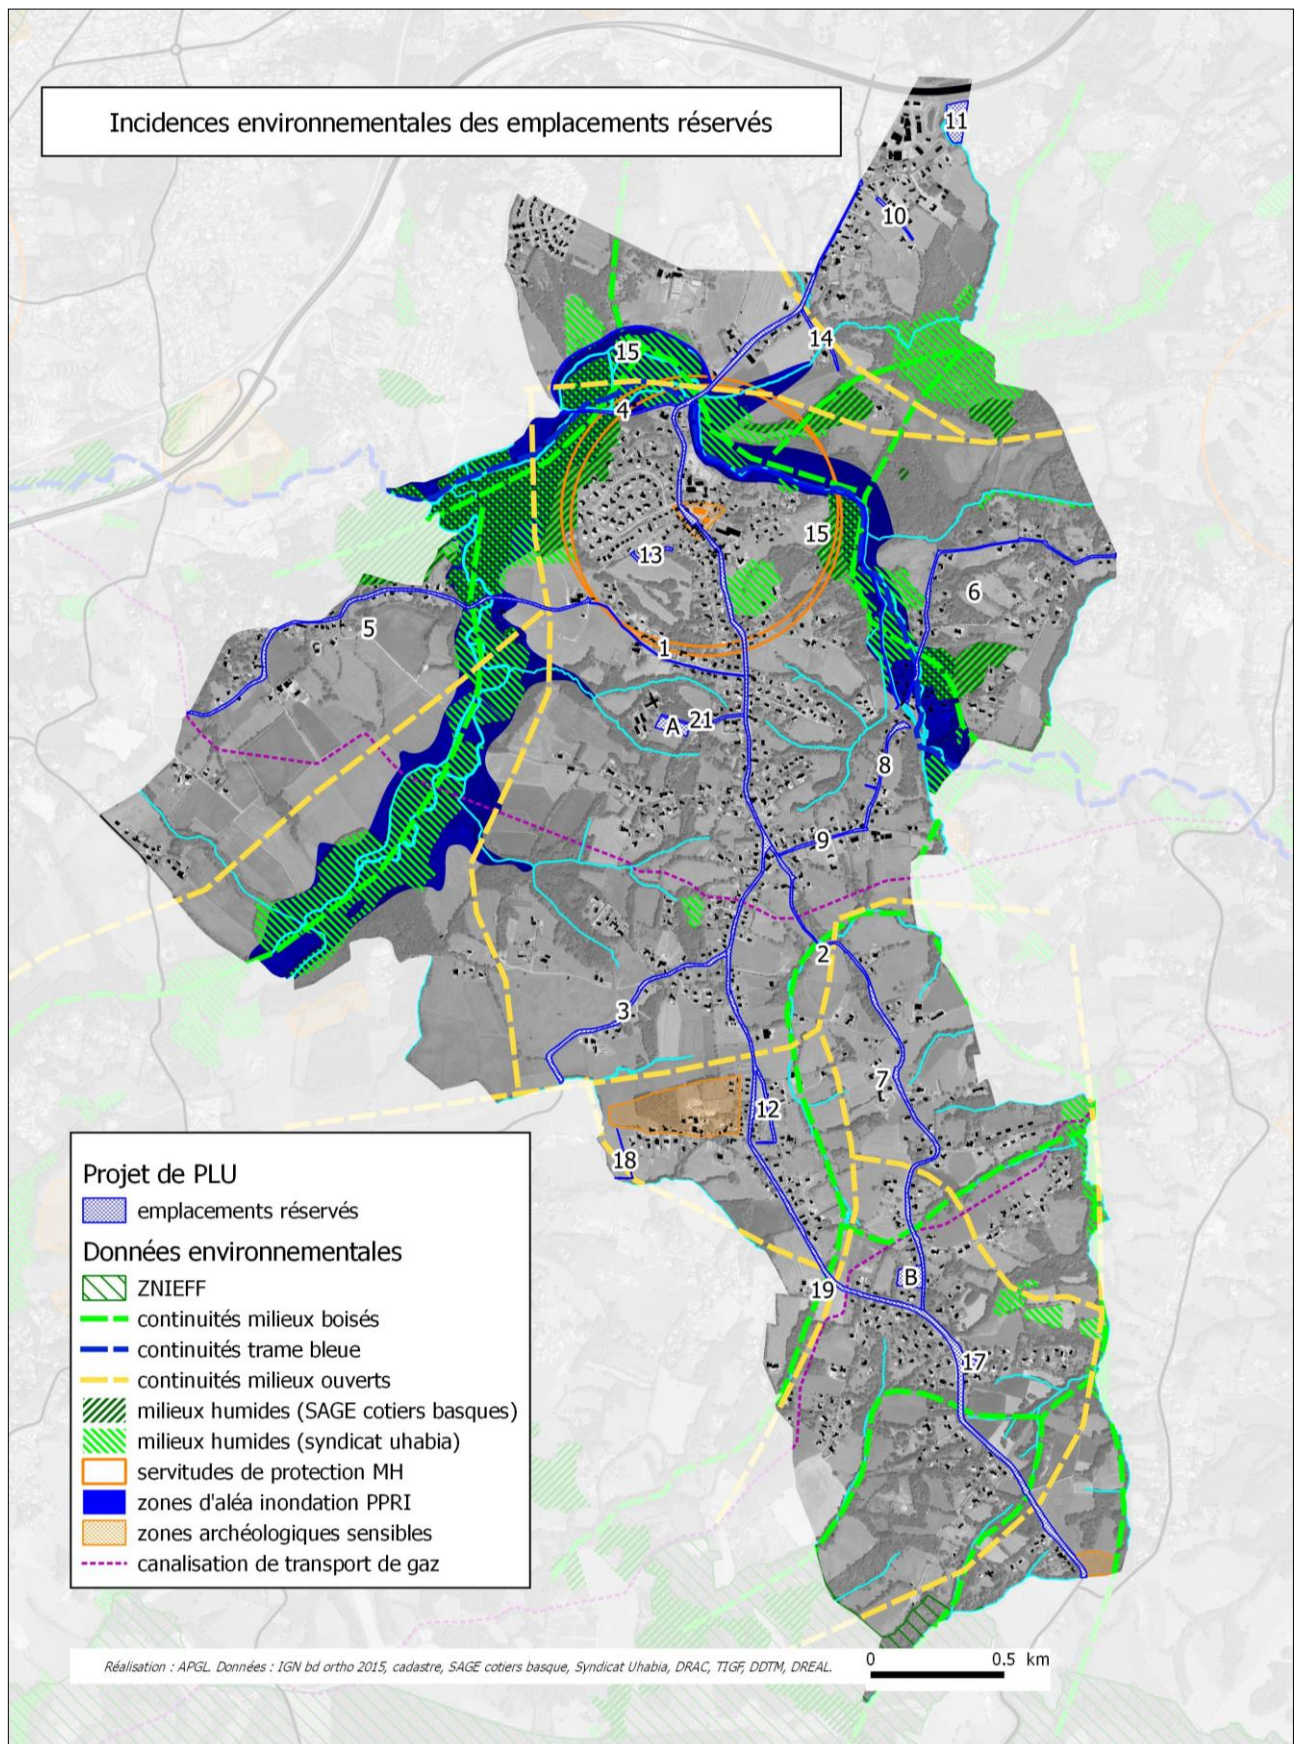 Incidences environnementales des emplacements réservés
11
10
14
15
4
15
13
6
5
1
A
21
8
9
2
3
7
12
18
B
19
17
Projet de PLU
emplacements réservés
Données environnementales
ZNIEFF
continuités milieux boisés
continuités trame bleue
continuités milieux ouverts
milieux humides (SAGE cotiers basques)
milieux humides (syndicat uhabia)
servitudes de protection MH
zones d'aléa inondation PPRI
zones archéologiques sensibles
canalisation de transport de gaz
Réalisation : APGL. Données : IGN bd ortho 2015, cadastre, SAGE cotiers basque, Syndicat Uhabia, DRAC, TIGF, DDTM, DREAL.
0 0.5 km